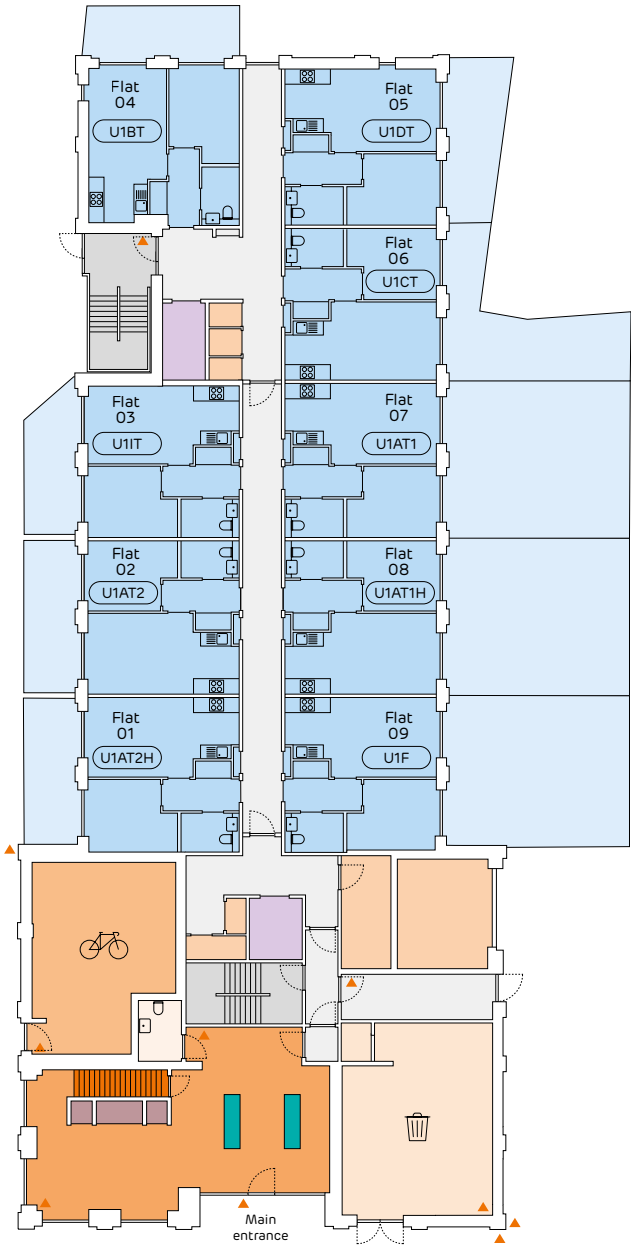 Flat
04
U1BT
Flat
05
U1DT
Flat
06
U1CT
Flat
03
U1IT
Flat
07
U1AT1
Flat
02
U1AT2
Flat
08
U1AT1H
Flat
01
U1AT2H
Flat
09
U1F
Main
entrance